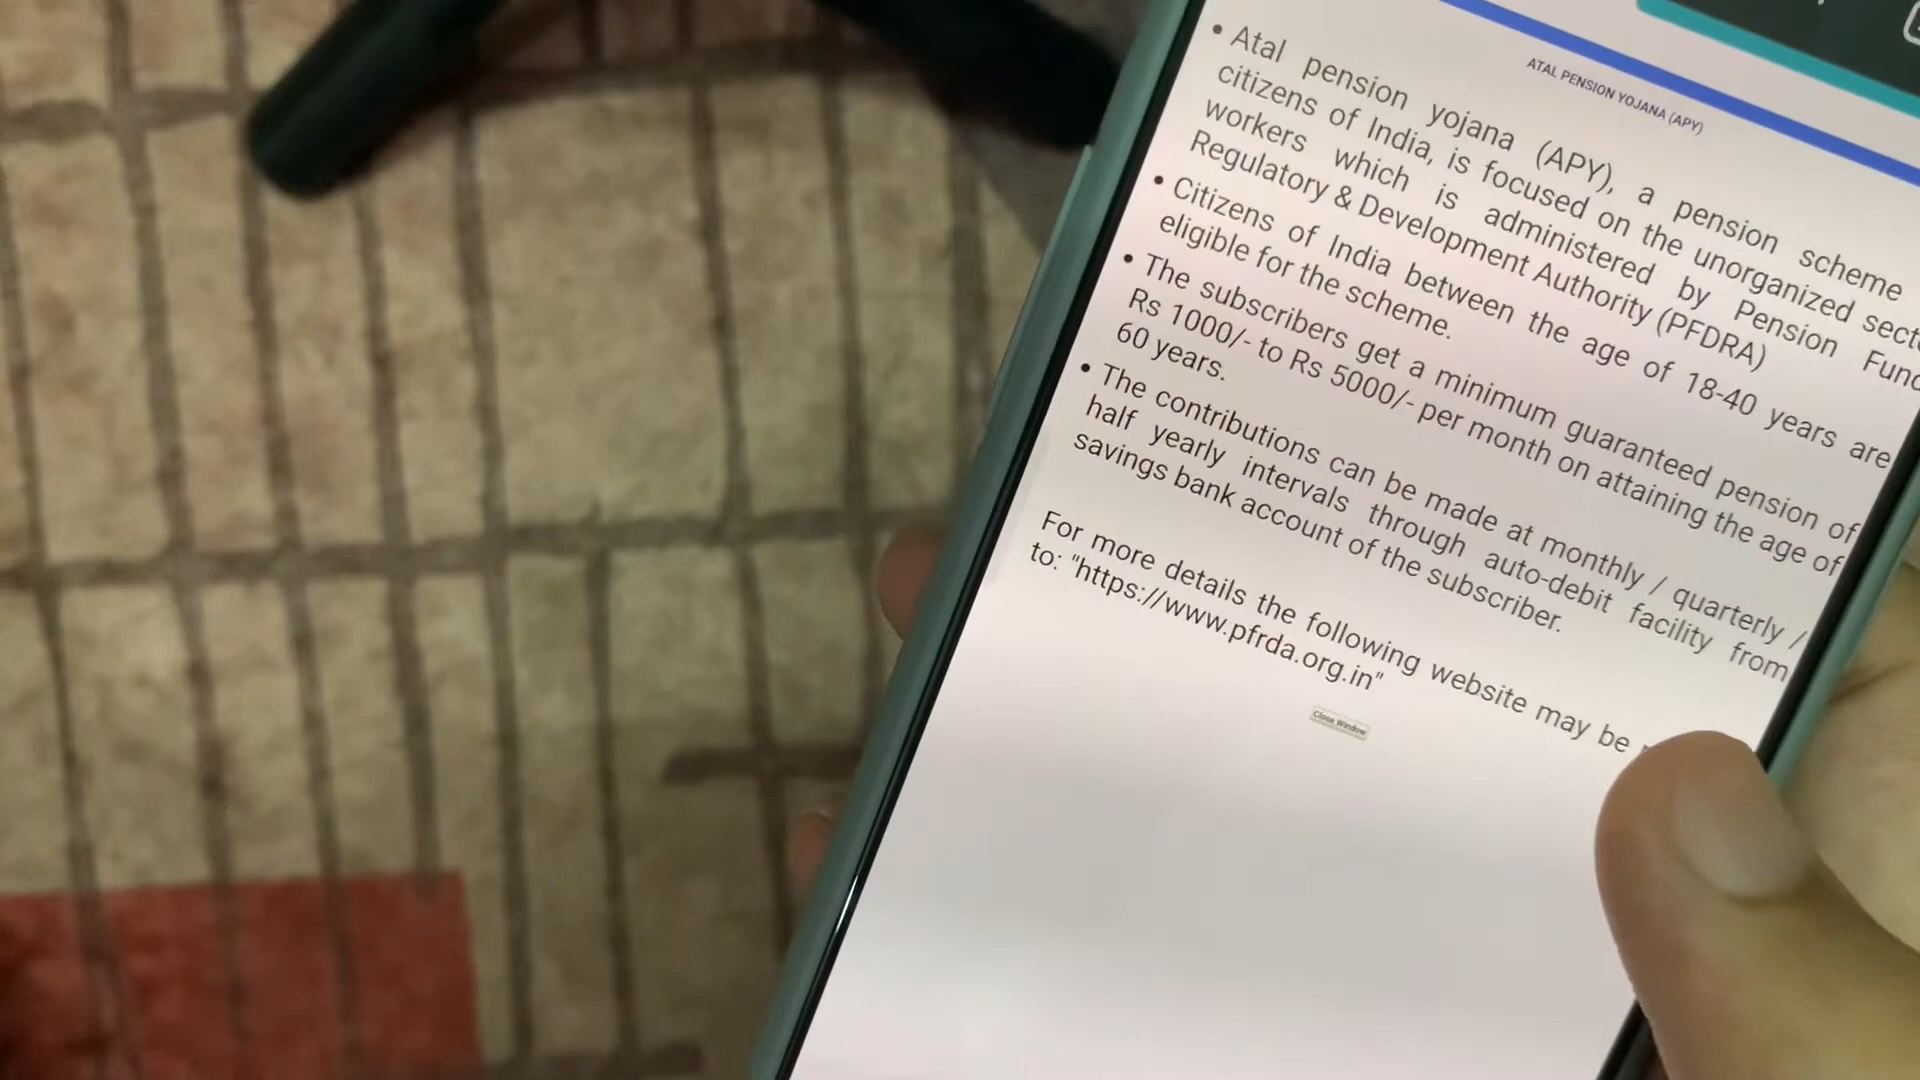 ATAL PENSION YOJANA (APY)
• Atal pension yojana (APY), a pension scheme
citizens of India, is focused on the unorganized
workers which is administered by Pension
Regulatory & Development Authority (PFDRA)
• Citizens of India between the age of 18-40 years are
eligible for the scheme.
• The subscribers get a minimum guaranteed pension of
Rs 1000/- to Rs 5000/- per month on attaining the age of
60 years.
• The contributions can be made at monthly / quarterly /
half yearly intervals through auto-debit facility from
savings bank account of the subscriber.
For more details the following website may be
to: "https://www.pfrda.org.in"
Close Window